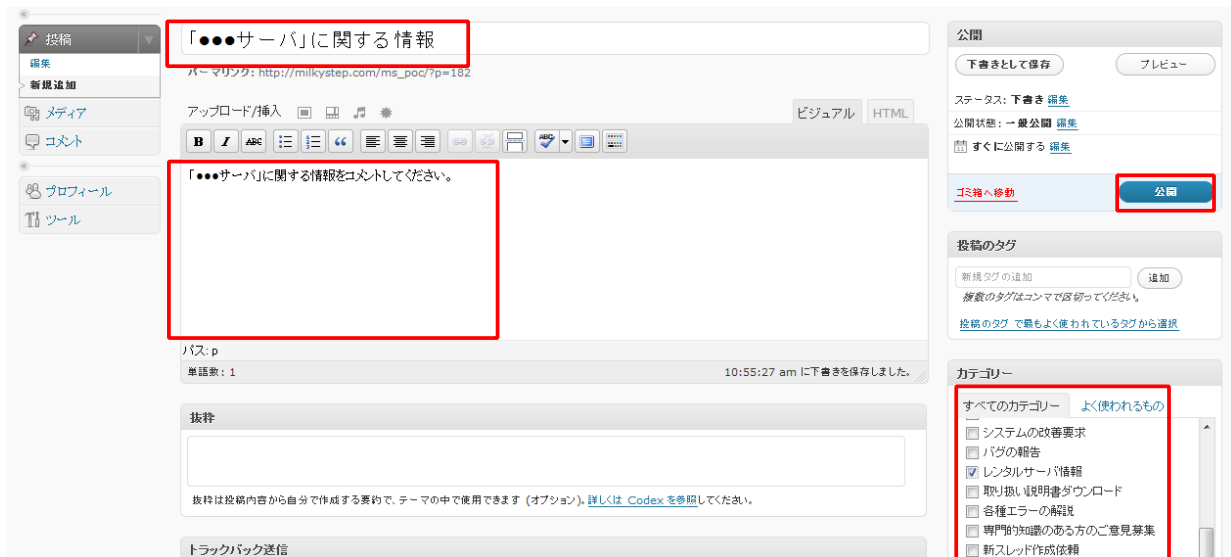 投稿
編集
新規追加
メディア
コメント
プロフィール
ツール
「●●●サーバ」に関する情報
パーマリンク: http://milkystep.com/ms_poc/?p=182
アップロード/挿入
ビジュアル HTML
B I ABC ABC
「●●●サーバ」に関する情報をコメントしてください。
パス: p
単語数: 1 10:55:27 am に下書きを保存しました。
抜粋
抜粋は投稿内容から自分で作成する要約で、テーマの中で使用できます (オプション)。詳しくは Codex を参照してください。
トラックバック送信
公開
下書きとして保存 プレビュー
ステータス: 下書き 編集
公開状態: 一般公開 編集
すぐに公開する 編集
ゴミ箱へ移動 公開
投稿のタグ
新規タグの追加 追加
複数のタグはコンマで区切ってください。
投稿のタグ で最もよく使われているタグから選択
カテゴリー
すべてのカテゴリー よく使われるもの
システムの改善要求
バグの報告
レンタルサーバ情報
取り扱い説明書ダウンロード
各種エラーの解説
専門的知識のある方のご意見募集
新スレッド作成依頼